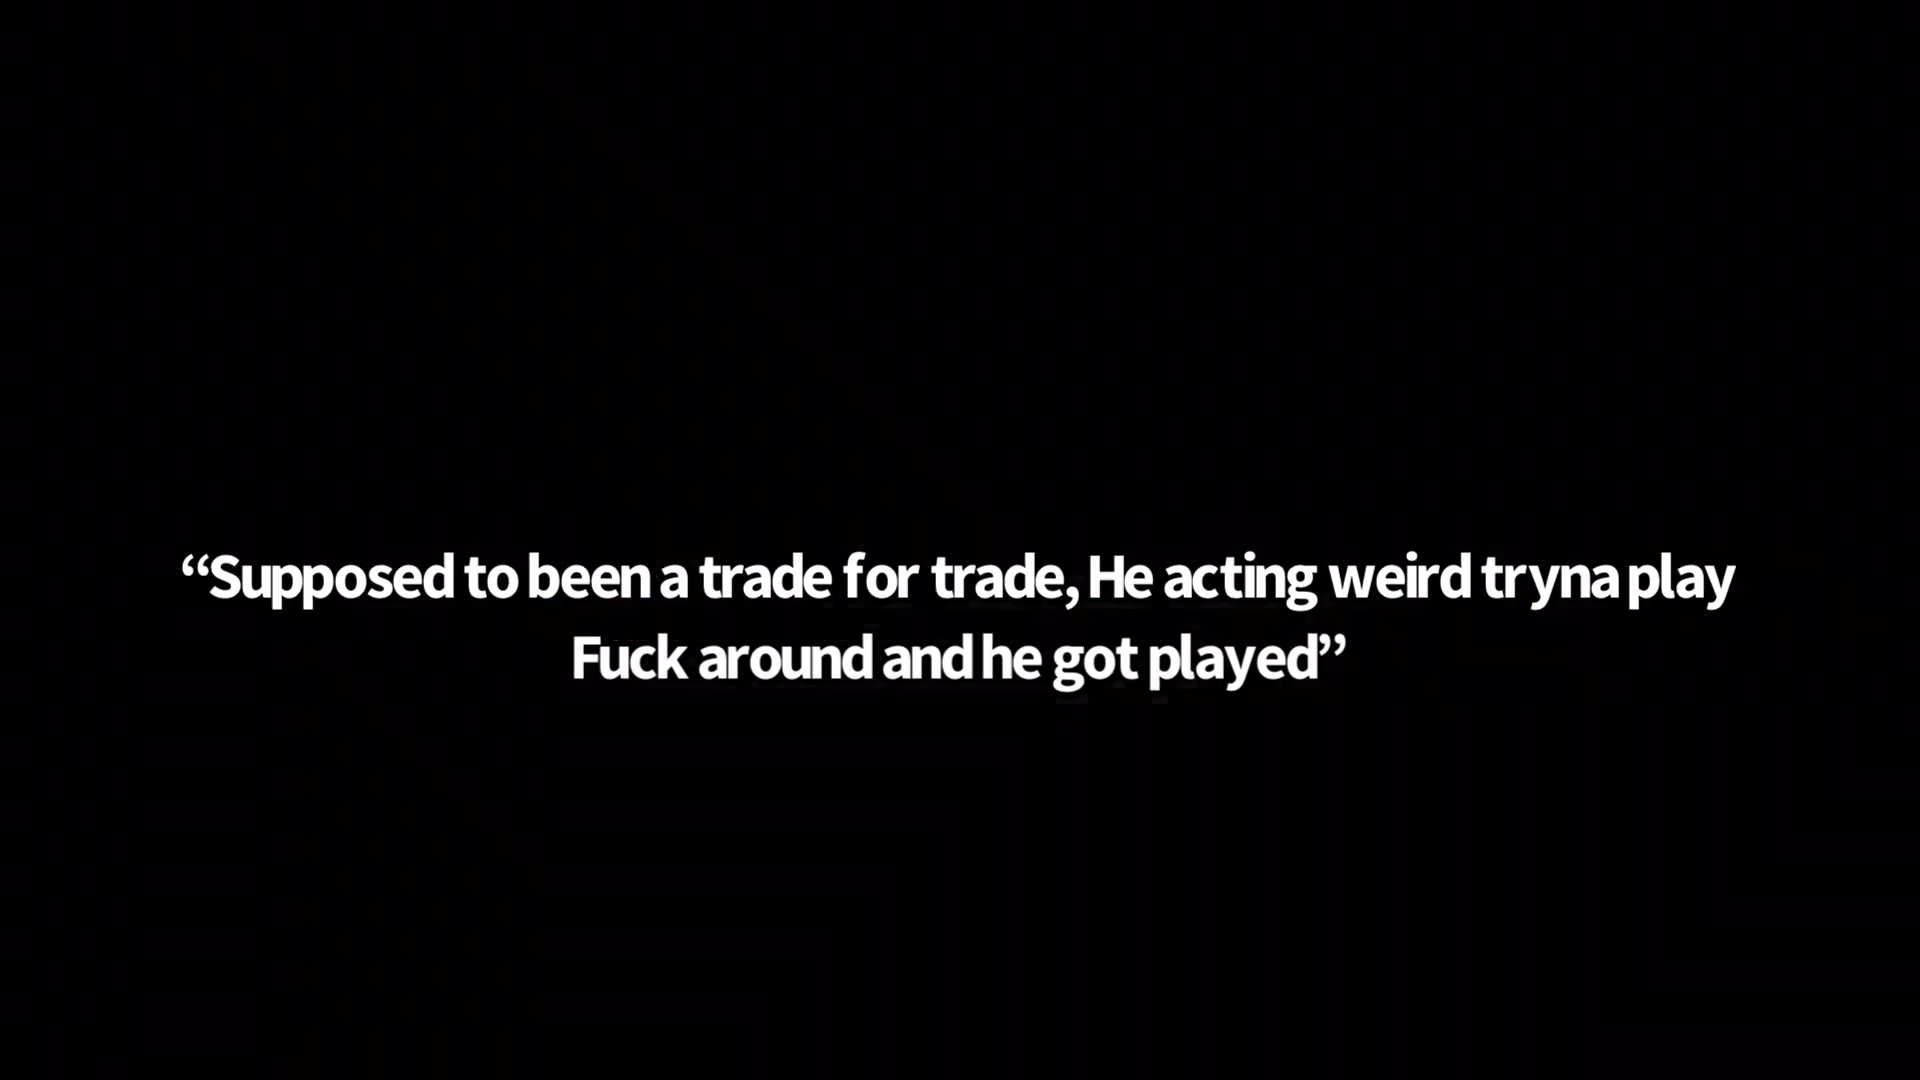 “Supposed to been a trade for trade, He acting weird tryna play
Fuck around and he got played”